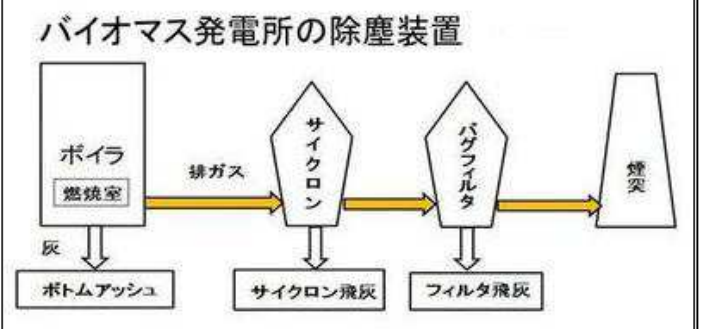 バイオマス発電所の除塵装置
ボイラ
燃焼室
排ガス
サイクロン
バグフィルタ
煙突
灰
ボトムアッシュ
サイクロン飛灰
フィルタ飛灰